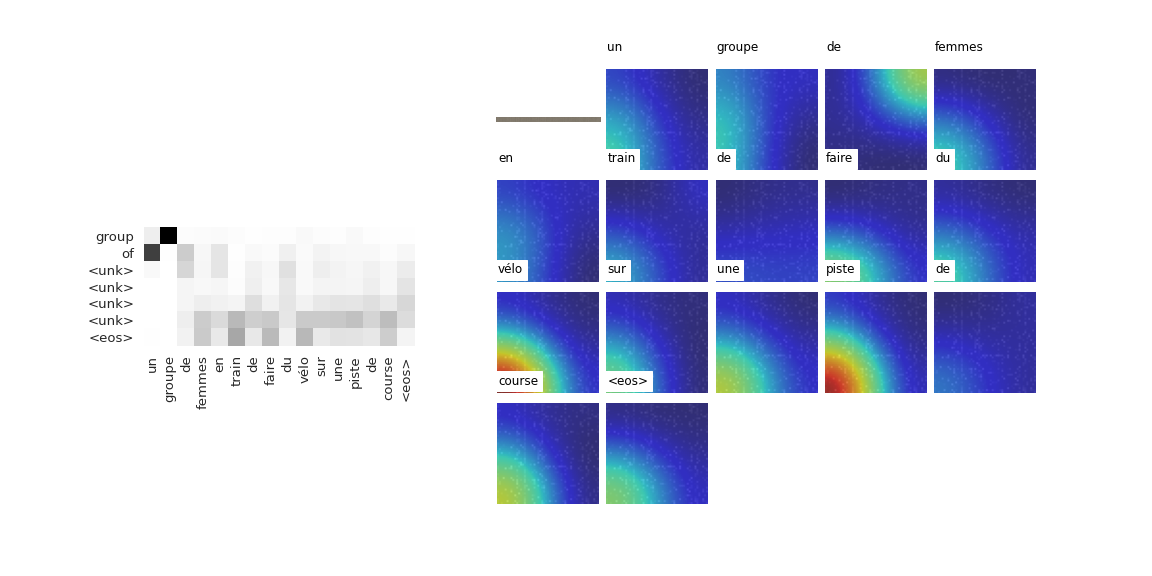 group
of
<unk>
<unk>
<unk>
<unk>
<eos>
un
groupe
de
femmes
en
train
de
faire
du
vélo
sur
une
piste
de
course
<eos>
un groupe de femmes
en train de faire du
vélo sur une piste de
course <eos>